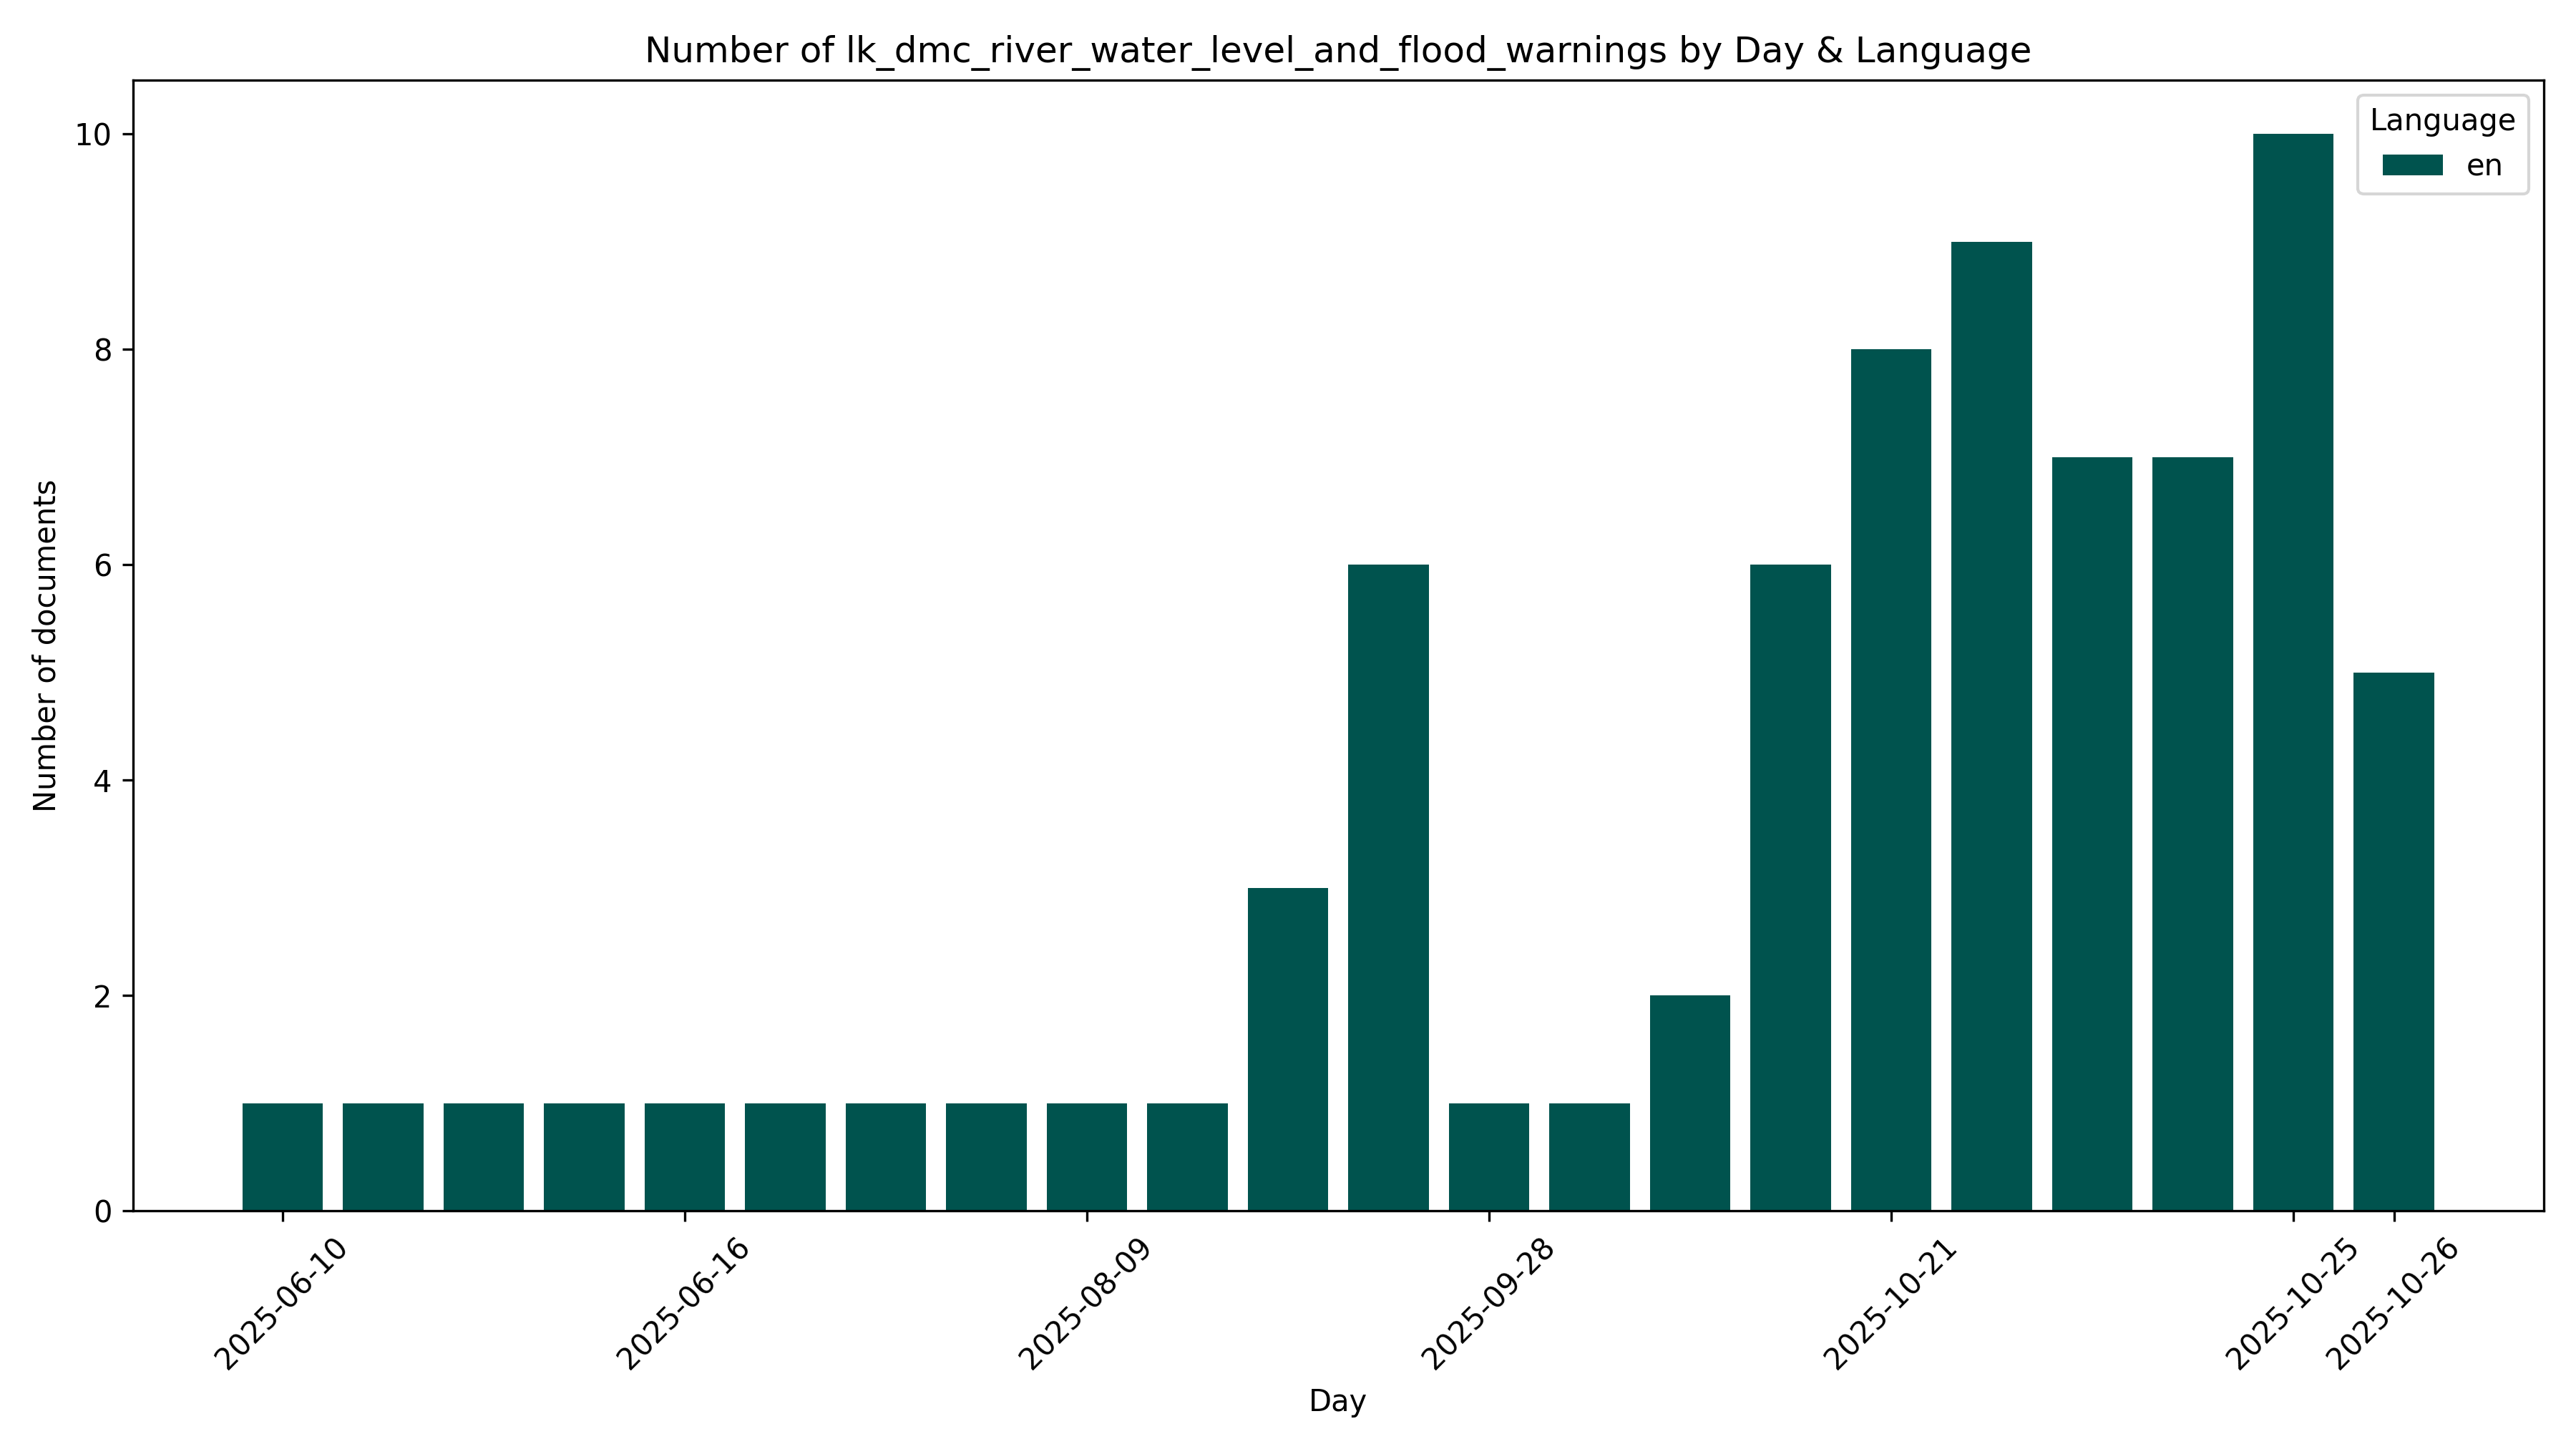 Number of lk_dmc_river_water_level_and_flood_warnings by Day & Language
Language
en
Number of documents
10
8
6
4
2
0
2025-06-10
2025-06-16
2025-08-09
2025-09-28
2025-10-21
2025-10-25
2025-10-26
Day